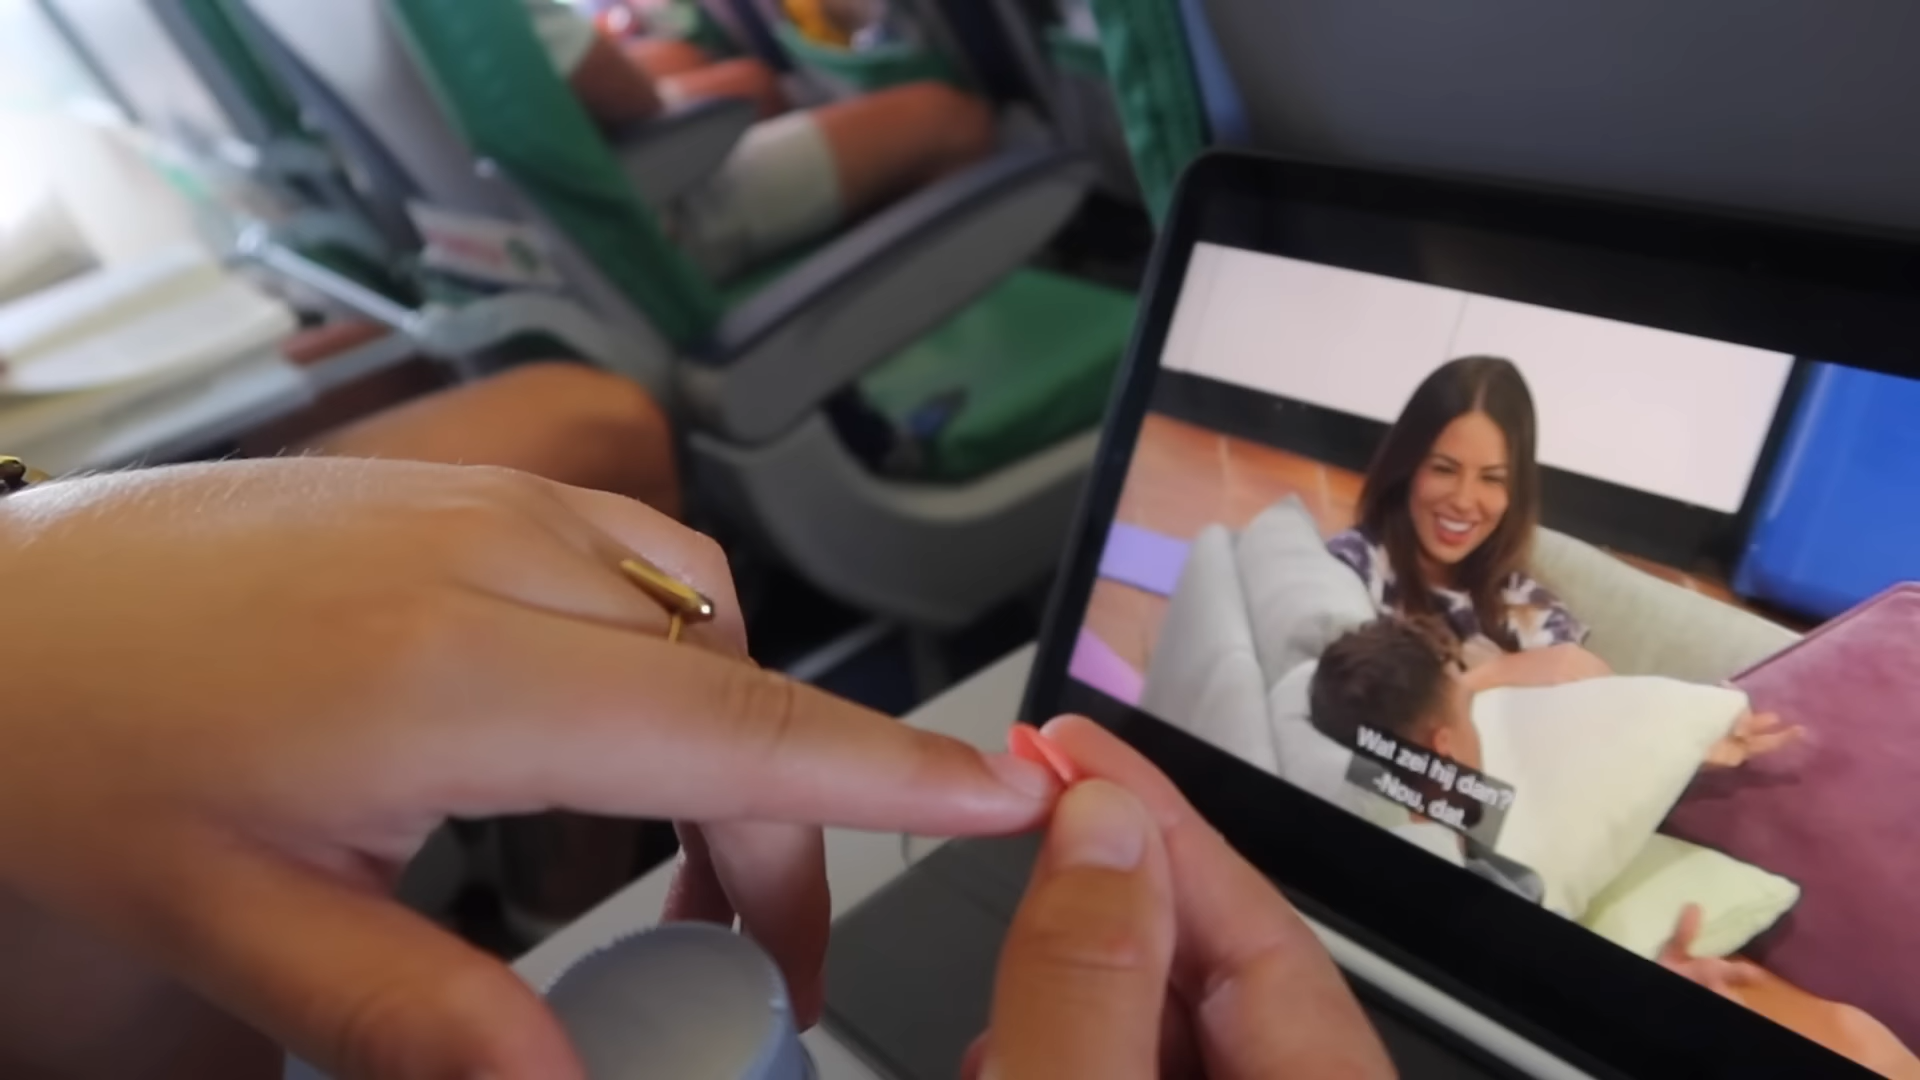 Wat zei hij dan?
-Nou, dat.